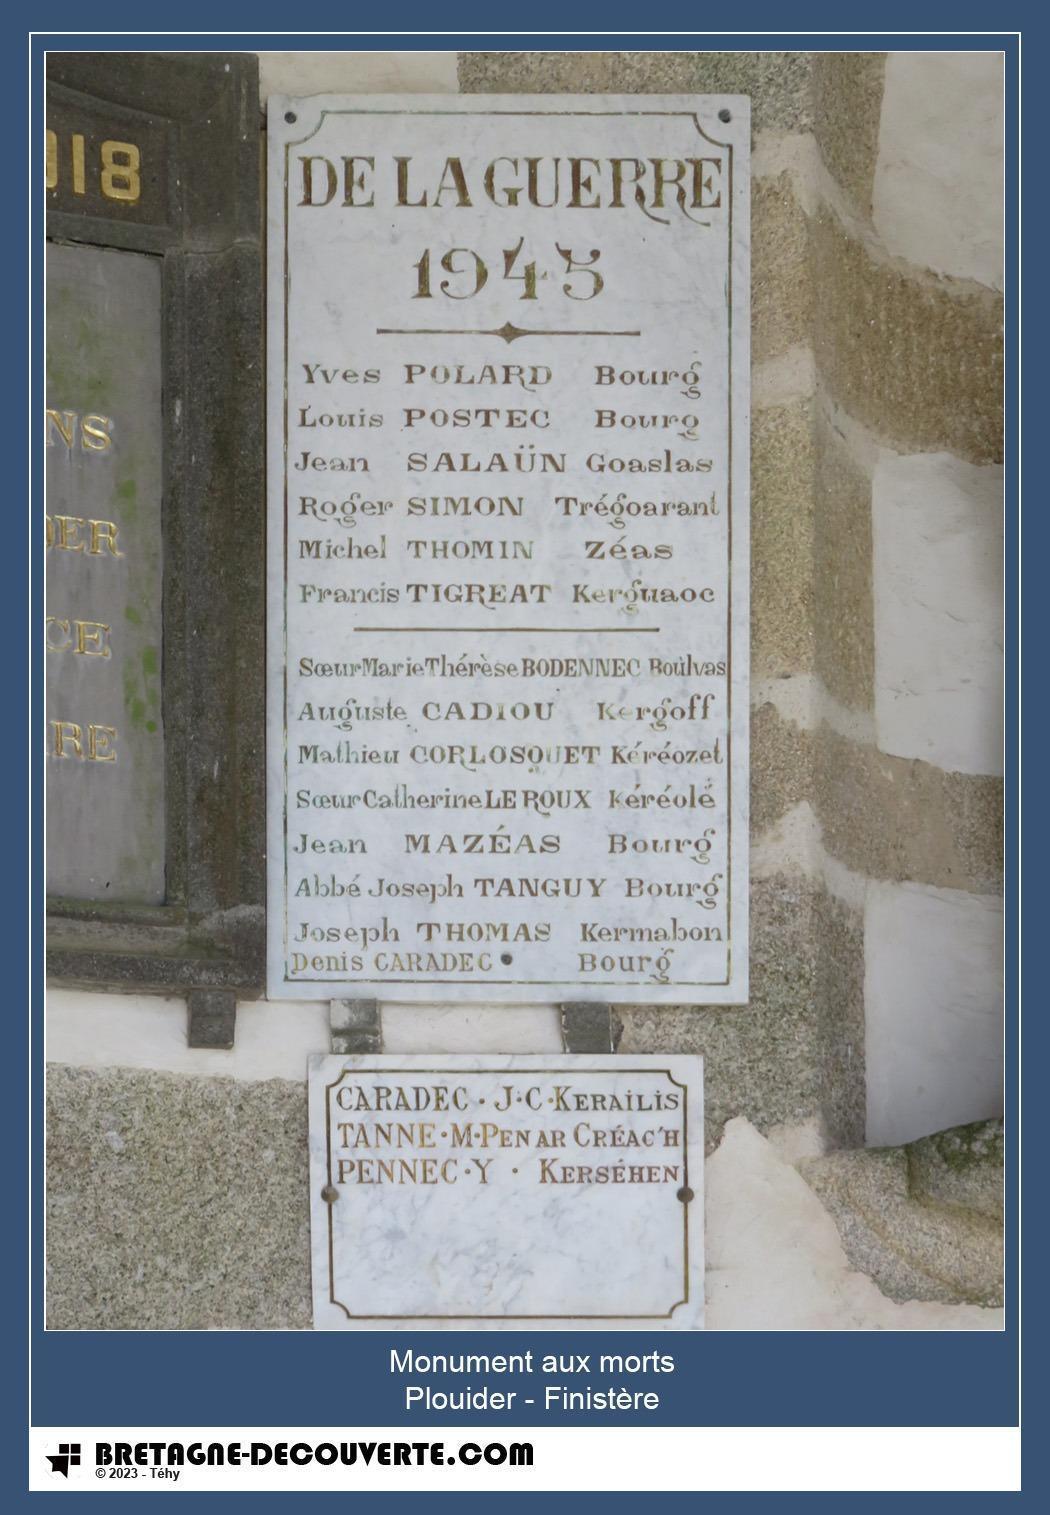 018
NS
DER
CE
RE
DE LA GUERRE
1945
Yves POLARD Bourg
Louis POSTEC Bourg
Jean SALAÜN Goaslas
Roger SIMON Trégoarant
Michel THOMIN Zéas
Francis TIGREAT Kerguaoc
Sœur Marie Thérèse BODENNEC Boulvas
Auguste CADIOU Kergoff
Mathieu CORLOSQUET Kéréozet
Sœur Catherine LE ROUX Kéréolé
Jean MAZÉAS Bourg
Abbé Joseph TANGUY Bourg
Joseph THOMAS Kermabon
Denis CARADEC Bourg
CARADEC · J·C · KERAILIS
TANNE · M · PEN AR CRÉAC'H
PENNEC · Y · KERSÉHEN
Monument aux morts
Plouider - Finistère
BRETAGNE-DECOUVERTE.COM
© 2023 - Téhy